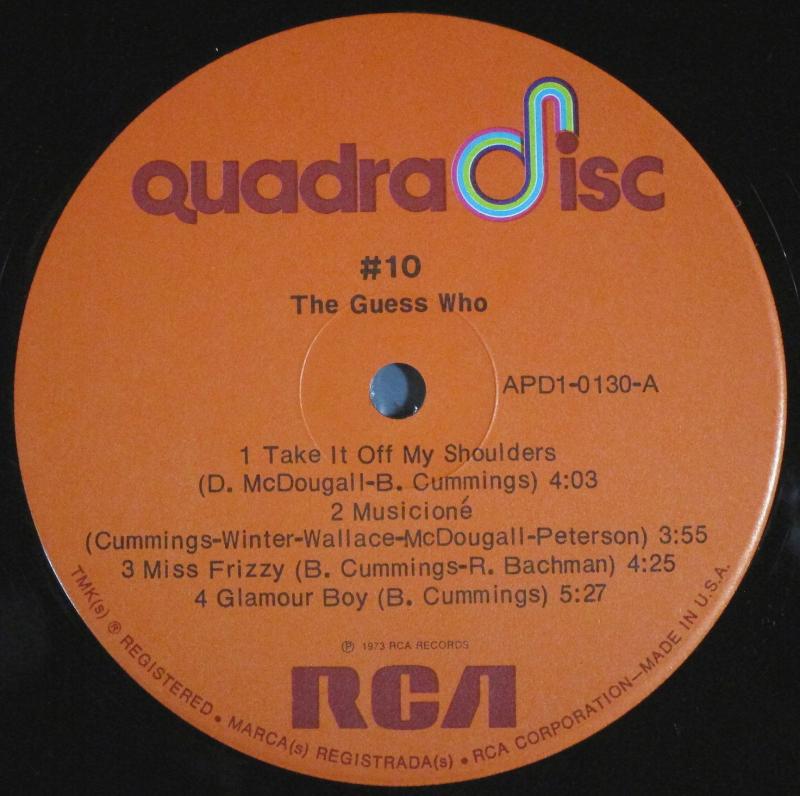 quadradisc
#10
The Guess Who
APD1-0130-A
1 Take It Off My Shoulders
(D. McDougall-B. Cummings) 4:03
2 Musicioné
(Cummings-Winter-Wallace-McDougall-Peterson) 3:55
3 Miss Frizzy (B. Cummings-R. Bachman) 4:25
4 Glamour Boy (B. Cummings) 5:27
℗ 1973 RCA RECORDS
RCA
TMK(s) ® REGISTERED • MARCA(s) REGISTRADA(s) • RCA CORPORATION—MADE IN U.S.A.